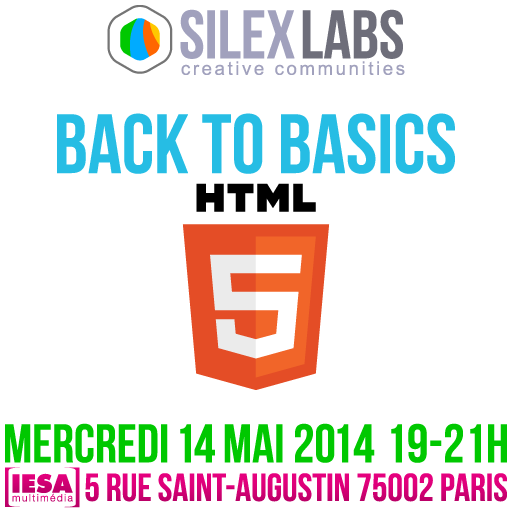 SILEX LABS
creative communities
BACK TO BASICS
HTML
5
MERCREDI 14 MAI 2014 19-21H
IESA multimédia 5 RUE SAINT-AUGUSTIN 75002 PARIS